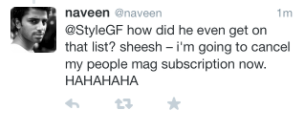 naveen @naveen 1m
@StyleGF how did he even get on
that list? sheesh – i'm going to cancel
my people mag subscription now.
HAHAHAHA